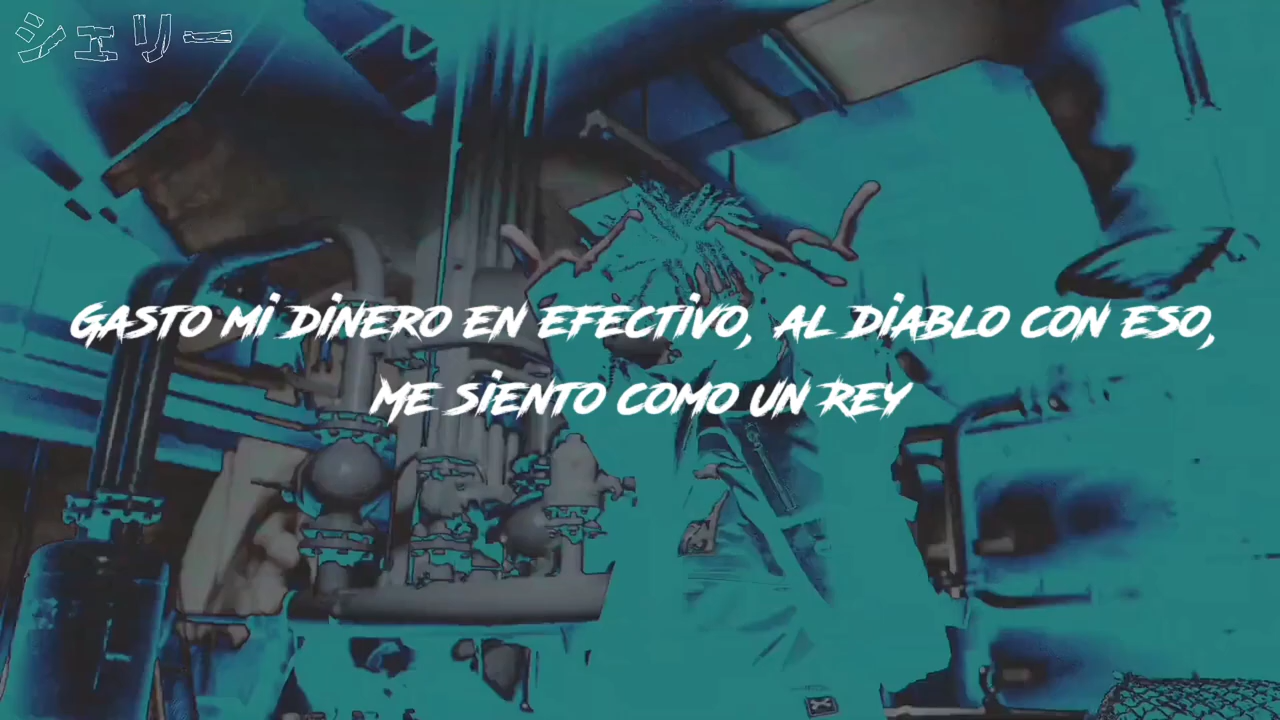 シェリー
GASTO MI DINERO EN EFECTIVO, AL DIABLO CON ESO,
ME SIENTO COMO UN REY